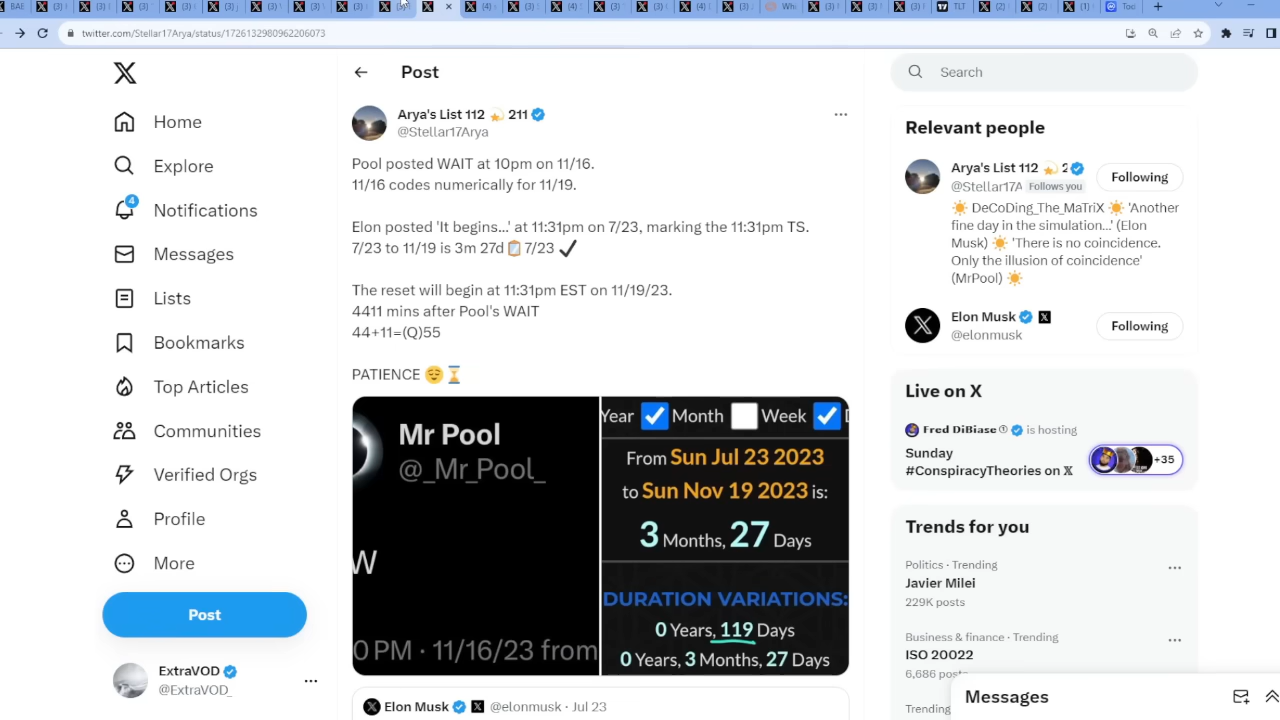 BAE
twitter.com/Stellar17Arya/status/1726132980962206073
TLT
Home
Explore
4
Notifications
Messages
Lists
Bookmarks
Top Articles
Communities
Verified Orgs
Profile
More
Post
ExtraVOD
@ExtraVOD_
Post
Arya's List 112 💫 211
@Stellar17Arya
Pool posted WAIT at 10pm on 11/16.
11/16 codes numerically for 11/19.
Elon posted 'It begins...' at 11:31pm on 7/23, marking the 11:31pm TS.
7/23 to 11/19 is 3m 27d📋7/23 ✔️
The reset will begin at 11:31pm EST on 11/19/23.
4411 mins after Pool's WAIT
44+11=(Q)55
PATIENCE 😌⏳
Mr Pool
@_Mr_Pool_
W
0 PM · 11/16/23 from
Year Month Week D
From Sun Jul 23 2023
to Sun Nov 19 2023 is:
3 Months, 27 Days
DURATION VARIATIONS:
0 Years, 119 Days
0 Years, 3 Months, 27 Days
Elon Musk @elonmusk · Jul 23
Search
Relevant people
Arya's List 112 💫 2
@Stellar17A Follows you
Following
☀️ DeCoDing_The_MaTriX ☀️ 'Another
fine day in the simulation...' (Elon
Musk) ☀️ 'There is no coincidence.
Only the illusion of coincidence'
(MrPool) ☀️
Elon Musk
@elonmusk
Following
Live on X
Fred DiBiase is hosting
Sunday
#ConspiracyTheories on 𝕏
+35
Trends for you
Politics · Trending
Javier Milei
229K posts
Business & finance · Trending
ISO 20022
6,686 posts
Trending
Messages